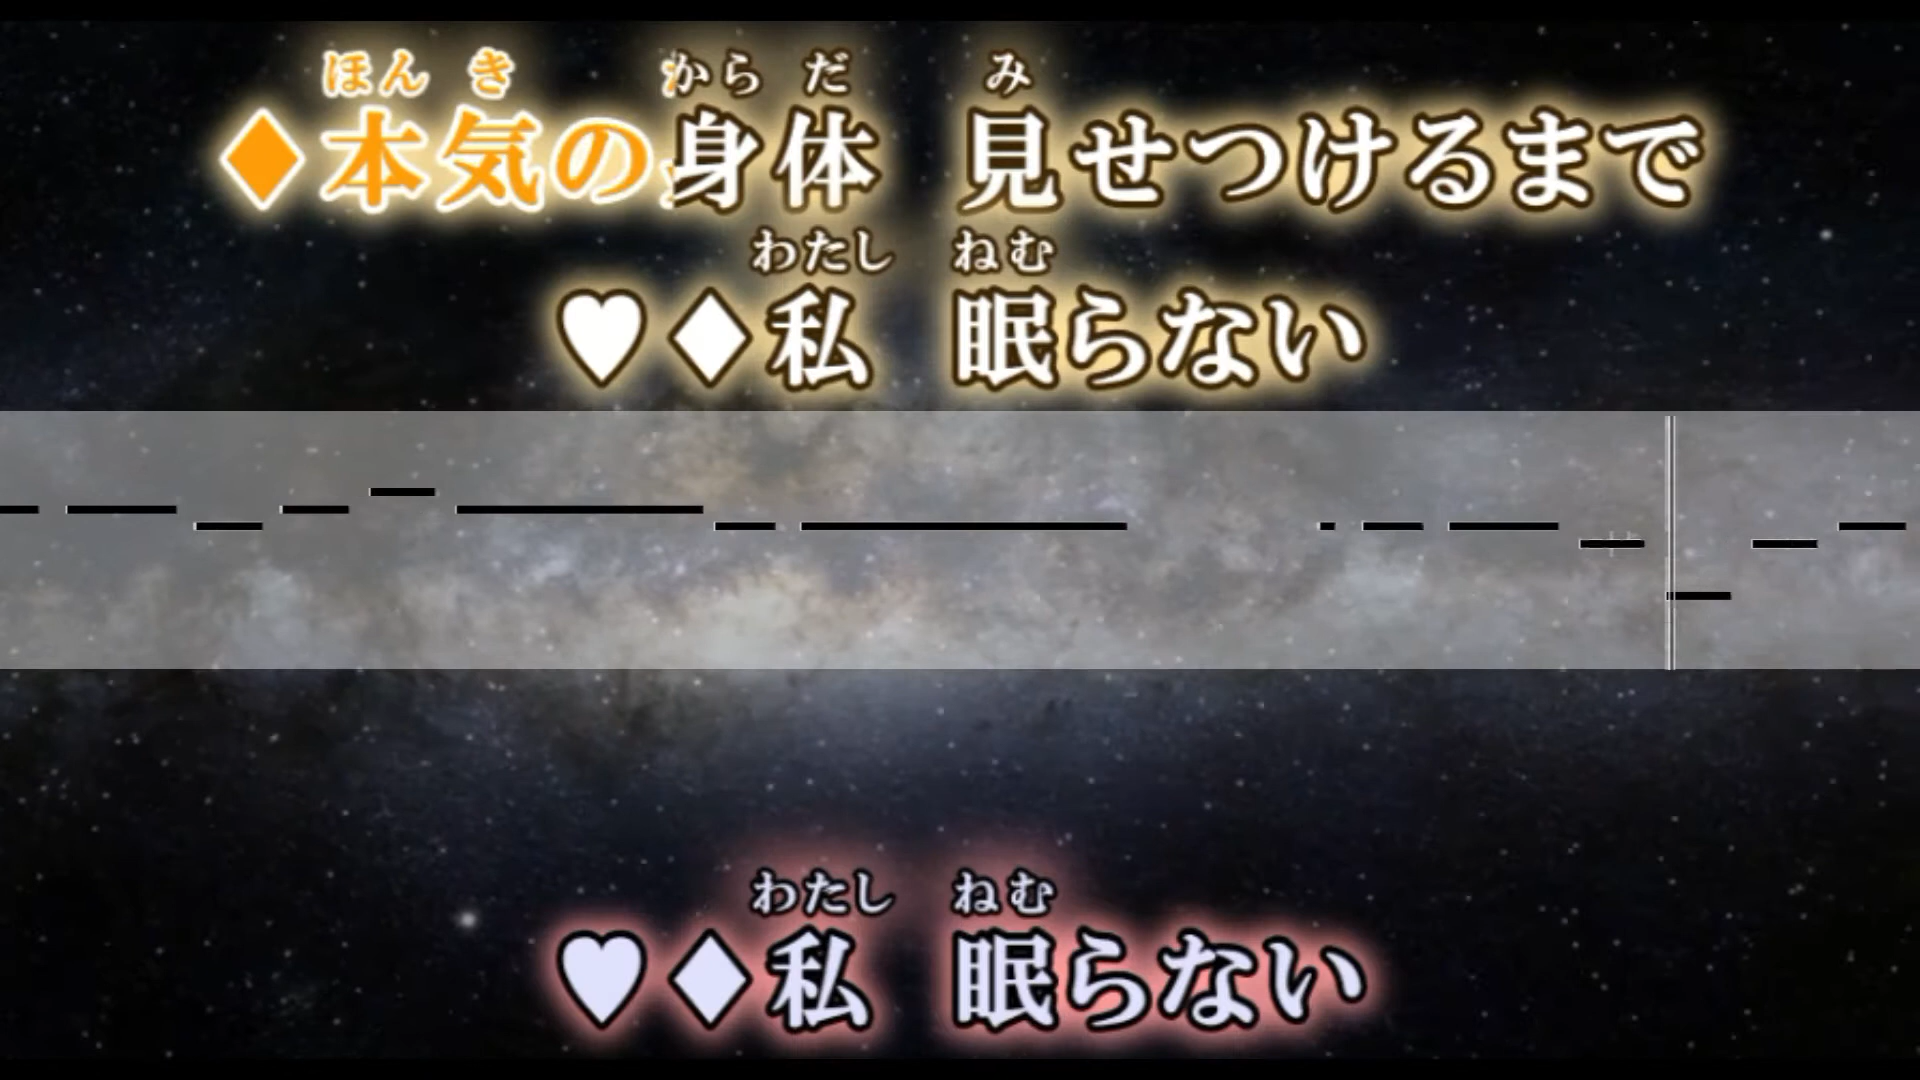 ほんき からだ み
♦本気の身体 見せつけるまで
わたし ねむ
♥♦私 眠らない
わたし ねむ
♥♦私 眠らない